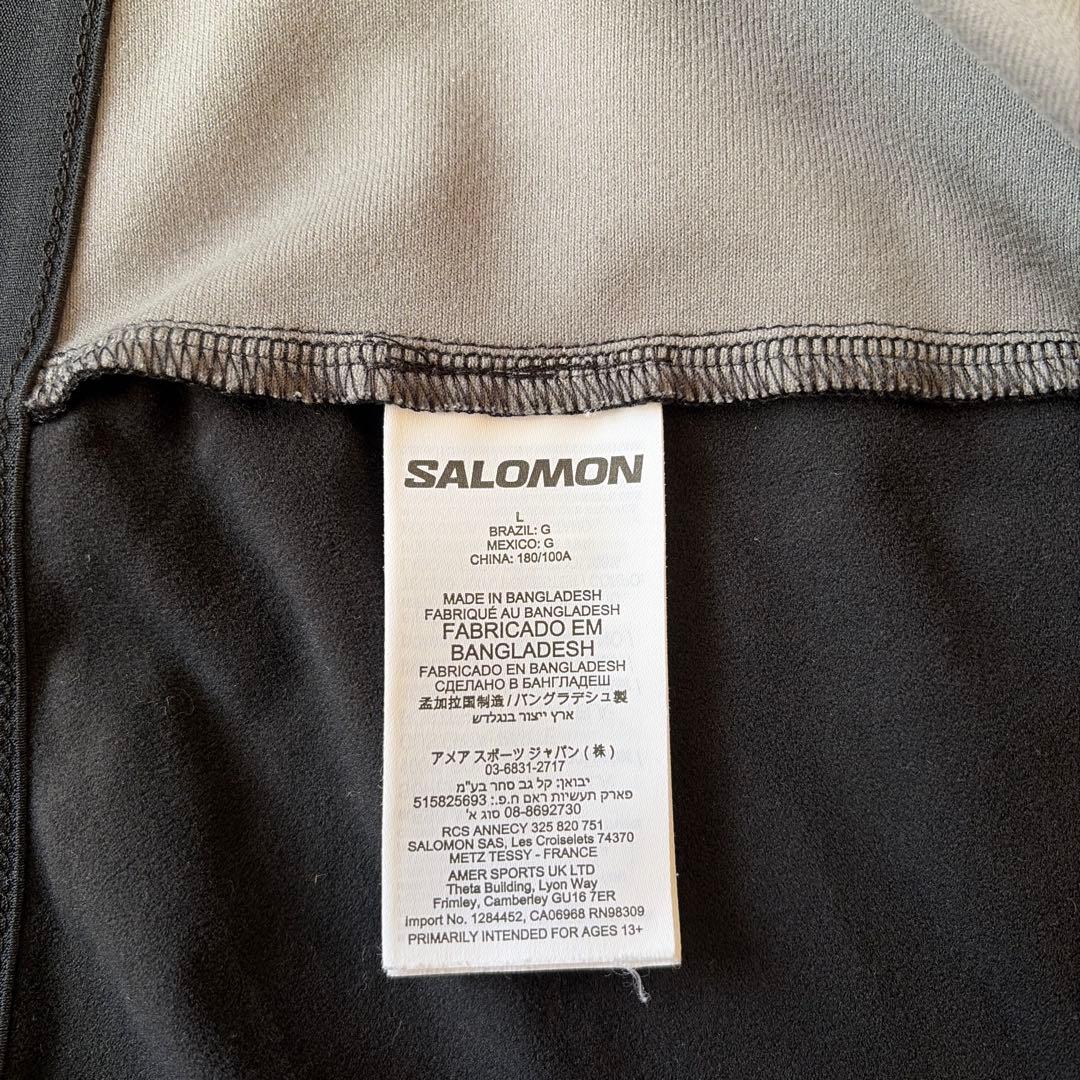 SALOMON
L
BRAZIL: G
MEXICO: G
CHINA: 180/100A
MADE IN BANGLADESH
FABRIQUÉ AU BANGLADESH
FABRICADO EM
BANGLADESH
FABRICADO EN BANGLADESH
СДЕЛАНО В БАНГЛАДЕШ
孟加拉国制造/バングラデシュ製
ארץ ייצור בנגלדש
アメア スポーツ ジャパン (株)
03-6831-2717
יבואן: קל גב סחר בע"מ
פארק תעשיות ראם ח.פ.: 515825693
08-8692730 סוג א'
RCS ANNECY 325 820 751
SALOMON SAS, Les Croiselets 74370
METZ TESSY - FRANCE
AMER SPORTS UK LTD
Theta Building, Lyon Way
Frimley, Camberley GU16 7ER
Import No. 1284452, CA06968 RN98309
PRIMARILY INTENDED FOR AGES 13+